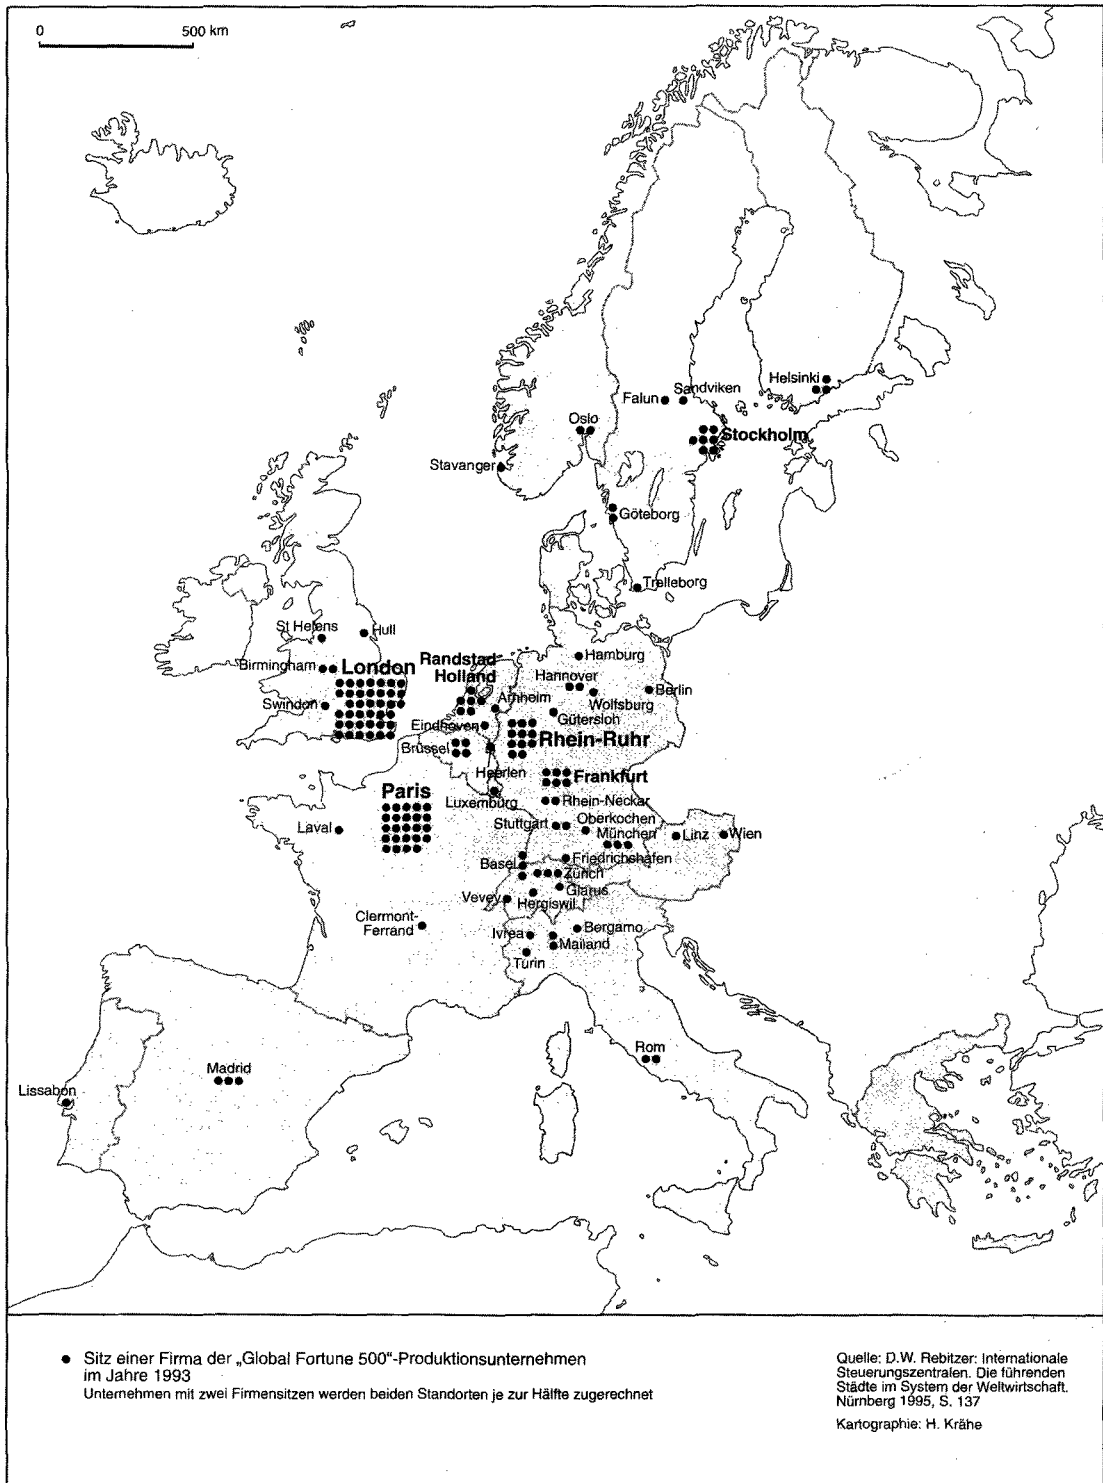 0 500 km
Helsinki
Sandviken
Falun
Oslo
Stockholm
Stavanger
Göteborg
Trelleborg
St Helens
Hull
Hamburg
Birmingham
London
Randstad
Holland
Hannover
Berlin
Arnheim
Wolfsburg
Swindon
Gütersloh
Eindhoven
Rhein-Ruhr
Brüssel
Heerlen
Frankfurt
Paris
Luxemburg
Rhein-Neckar
Oberkochen
Laval
Stuttgart
München
Linz
Wien
Friedrichshafen
Basel
Zürich
Glarus
Vevey
Hergiswil
Clermont-
Ferrand
Bergamo
Ivrea
Mailand
Turin
Rom
Madrid
Lissabon
Sitz einer Firma der „Global Fortune 500“-Produktionsunternehmen
im Jahre 1993
Unternehmen mit zwei Firmensitzen werden beiden Standorten je zur Hälfte zugerechnet
Quelle: D.W. Rebitzer: Internationale
Steuerungszentralen. Die führenden
Städte im System der Weltwirtschaft.
Nürnberg 1995, S. 137
Kartographie: H. Krähe